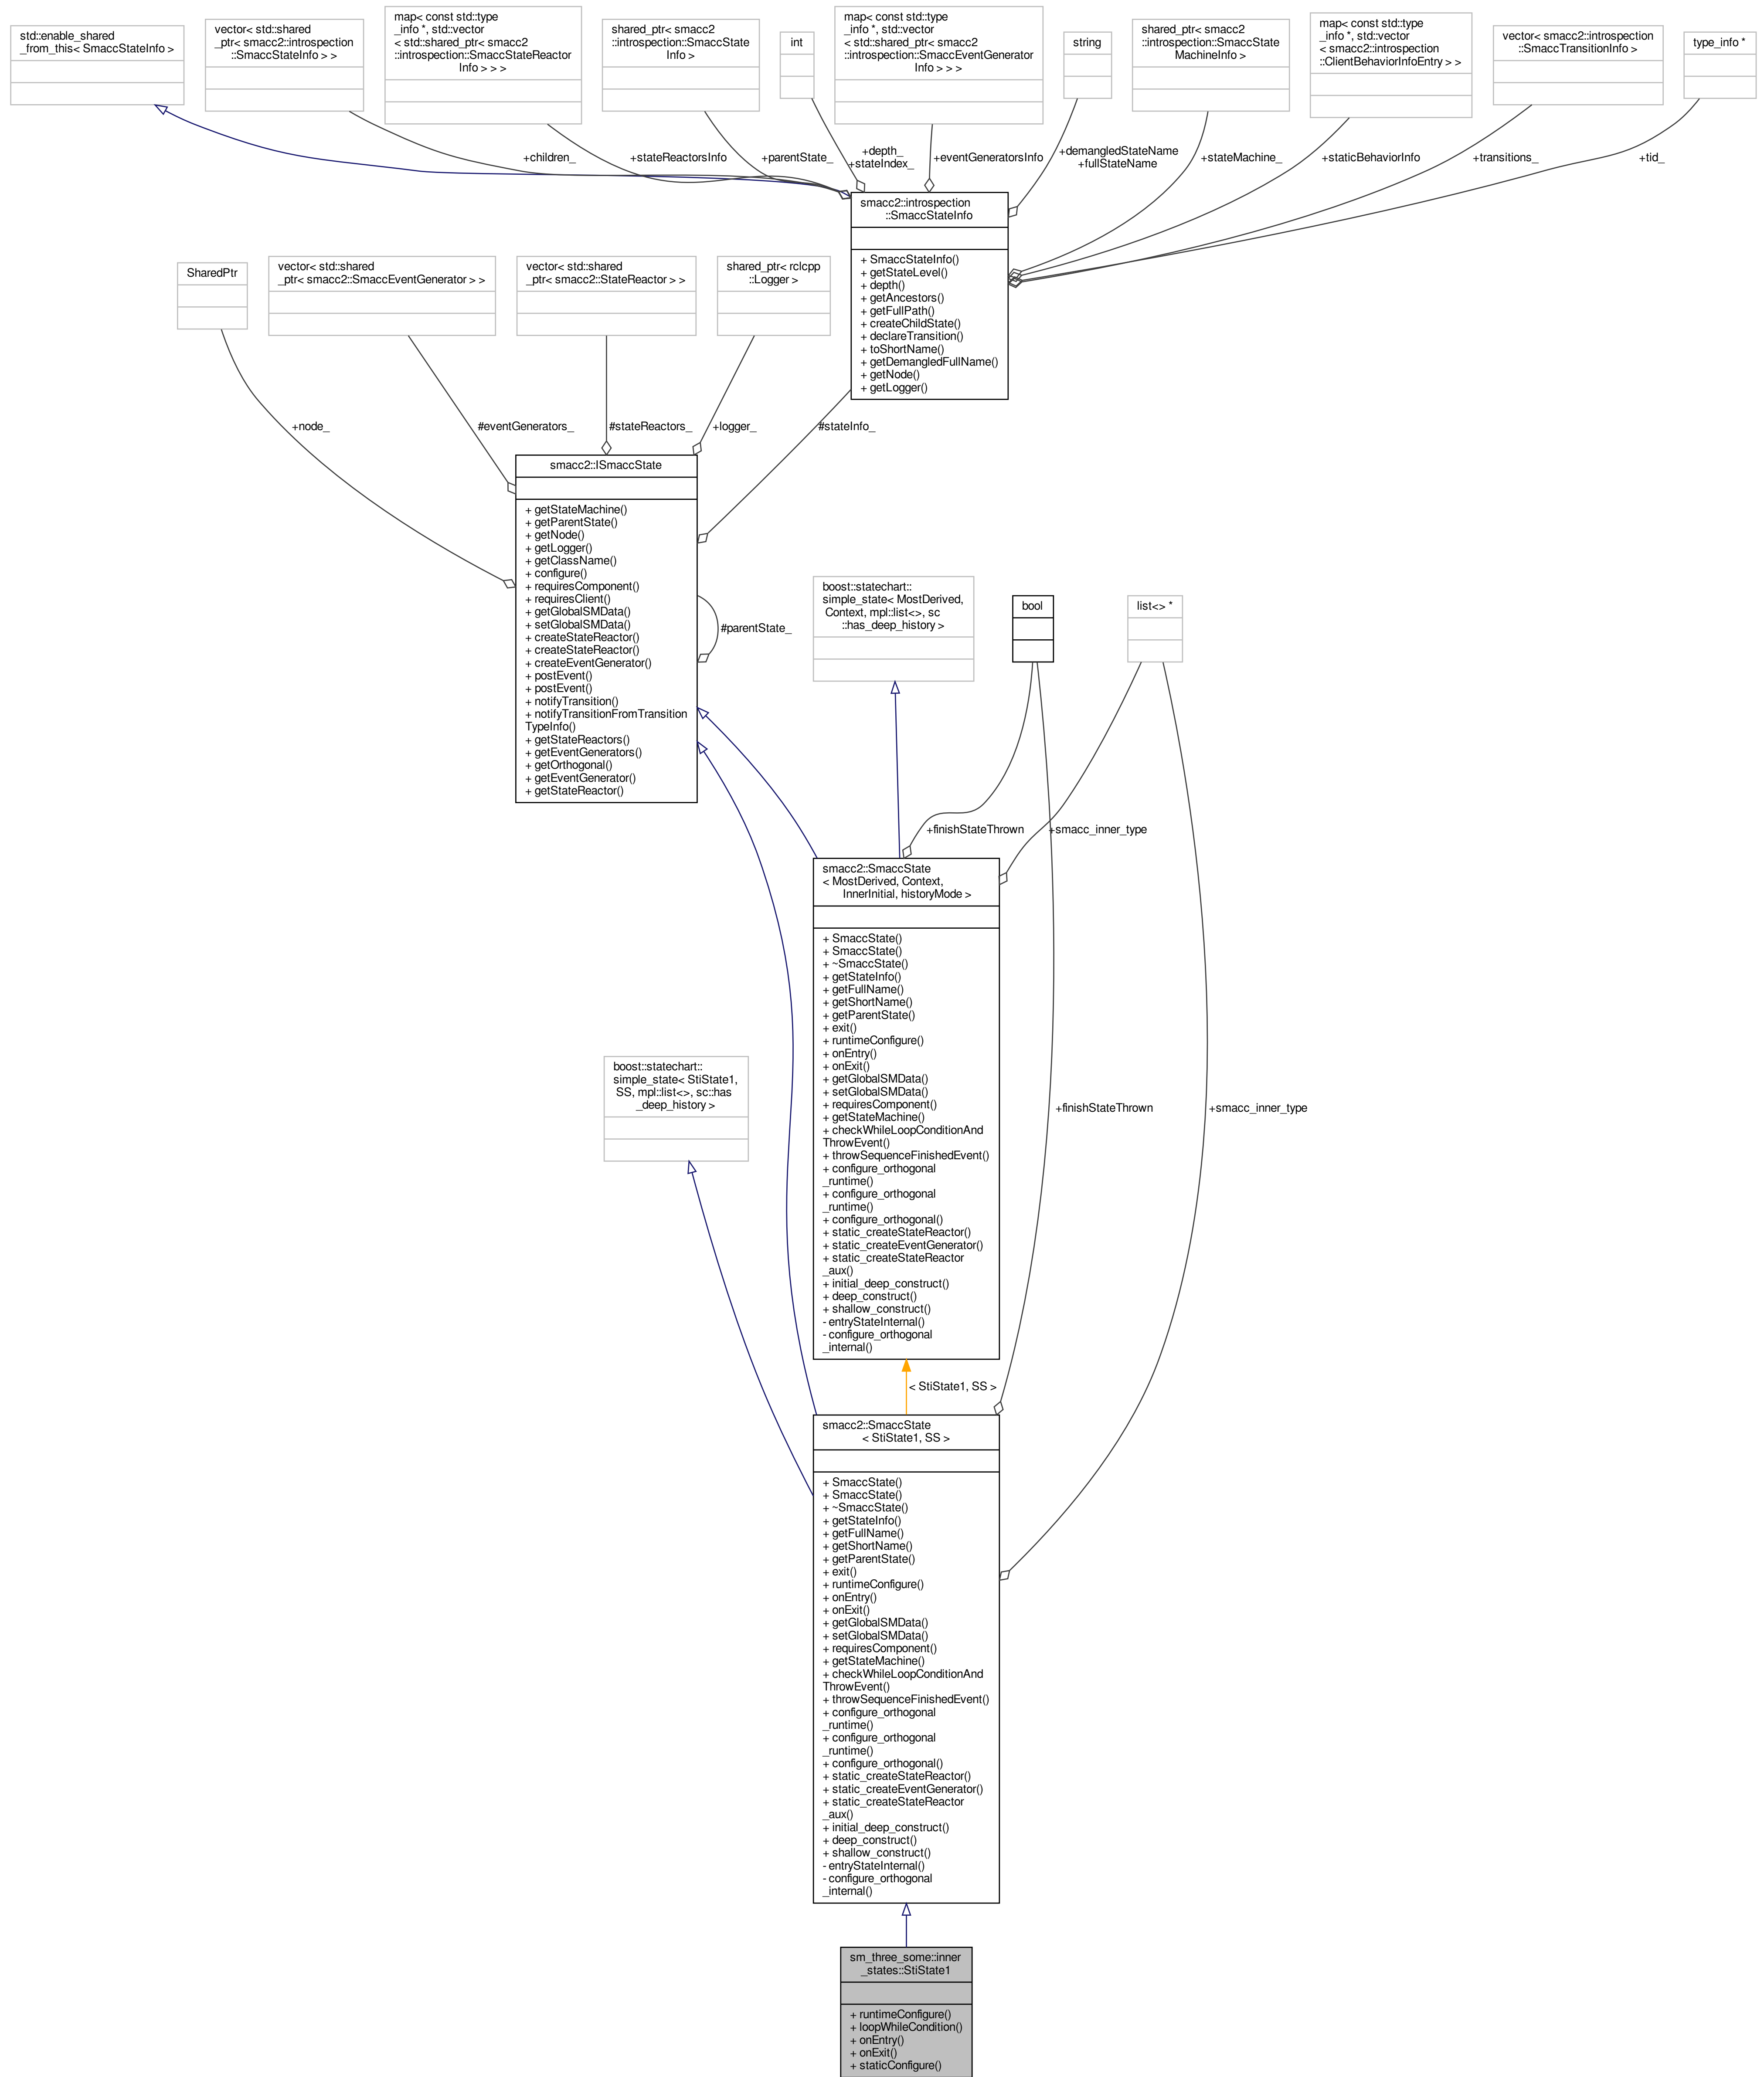 std::enable_shared
_from_this< SmaccStateInfo >
vector< std::shared
_ptr< smacc2::introspection
::SmaccStateInfo > >
map< const std::type
_info *, std::vector
< std::shared_ptr< smacc2
::introspection::SmaccStateReactor
Info > > >
shared_ptr< smacc2
::introspection::SmaccState
Info >
int
map< const std::type
_info *, std::vector
< std::shared_ptr< smacc2
::introspection::SmaccEventGenerator
Info > > >
string
shared_ptr< smacc2
::introspection::SmaccState
MachineInfo >
map< const std::type
_info *, std::vector
< smacc2::introspection
::ClientBehaviorInfoEntry > >
vector< smacc2::introspection
::SmaccTransitionInfo >
type_info *
+children_
+stateReactorsInfo
+parentState_
+depth_
+stateIndex_
+eventGeneratorsInfo
+demangledStateName
+fullStateName
+stateMachine_
+staticBehaviorInfo
+transitions_
+tid_
smacc2::introspection
::SmaccStateInfo
+ SmaccStateInfo()
+ getStateLevel()
+ depth()
+ getAncestors()
+ getFullPath()
+ createChildState()
+ declareTransition()
+ toShortName()
+ getDemangledFullName()
+ getNode()
+ getLogger()
SharedPtr
vector< std::shared
_ptr< smacc2::SmaccEventGenerator > >
vector< std::shared
_ptr< smacc2::StateReactor > >
shared_ptr< rclcpp
::Logger >
+node_
#eventGenerators_
#stateReactors_
+logger_
#stateInfo_
smacc2::ISmaccState
+ getStateMachine()
+ getParentState()
+ getNode()
+ getLogger()
+ getClassName()
+ configure()
+ requiresComponent()
+ requiresClient()
+ getGlobalSMData()
+ setGlobalSMData()
+ createStateReactor()
+ createStateReactor()
+ createEventGenerator()
+ postEvent()
+ postEvent()
+ notifyTransition()
+ notifyTransitionFromTransition
TypeInfo()
+ getStateReactors()
+ getEventGenerators()
+ getOrthogonal()
+ getEventGenerator()
+ getStateReactor()
#parentState_
boost::statechart::
simple_state< MostDerived,
Context, mpl::list<>, sc
::has_deep_history >
bool
list<> *
+finishStateThrown
+smacc_inner_type
smacc2::SmaccState
< MostDerived, Context,
InnerInitial, historyMode >
+ SmaccState()
+ SmaccState()
+ ~SmaccState()
+ getStateInfo()
+ getFullName()
+ getShortName()
+ getParentState()
+ exit()
+ runtimeConfigure()
+ onEntry()
+ onExit()
+ getGlobalSMData()
+ setGlobalSMData()
+ requiresComponent()
+ getStateMachine()
+ checkWhileLoopConditionAnd
ThrowEvent()
+ throwSequenceFinishedEvent()
+ configure_orthogonal
_runtime()
+ configure_orthogonal
_runtime()
+ configure_orthogonal()
+ static_createStateReactor()
+ static_createEventGenerator()
+ static_createStateReactor
_aux()
+ initial_deep_construct()
+ deep_construct()
+ shallow_construct()
- entryStateInternal()
- configure_orthogonal
_internal()
boost::statechart::
simple_state< StiState1,
SS, mpl::list<>, sc::has
_deep_history >
+finishStateThrown
+smacc_inner_type
< StiState1, SS >
smacc2::SmaccState
< StiState1, SS >
+ SmaccState()
+ SmaccState()
+ ~SmaccState()
+ getStateInfo()
+ getFullName()
+ getShortName()
+ getParentState()
+ exit()
+ runtimeConfigure()
+ onEntry()
+ onExit()
+ getGlobalSMData()
+ setGlobalSMData()
+ requiresComponent()
+ getStateMachine()
+ checkWhileLoopConditionAnd
ThrowEvent()
+ throwSequenceFinishedEvent()
+ configure_orthogonal
_runtime()
+ configure_orthogonal
_runtime()
+ configure_orthogonal()
+ static_createStateReactor()
+ static_createEventGenerator()
+ static_createStateReactor
_aux()
+ initial_deep_construct()
+ deep_construct()
+ shallow_construct()
- entryStateInternal()
- configure_orthogonal
_internal()
sm_three_some::inner
_states::StiState1
+ runtimeConfigure()
+ loopWhileCondition()
+ onEntry()
+ onExit()
+ staticConfigure()